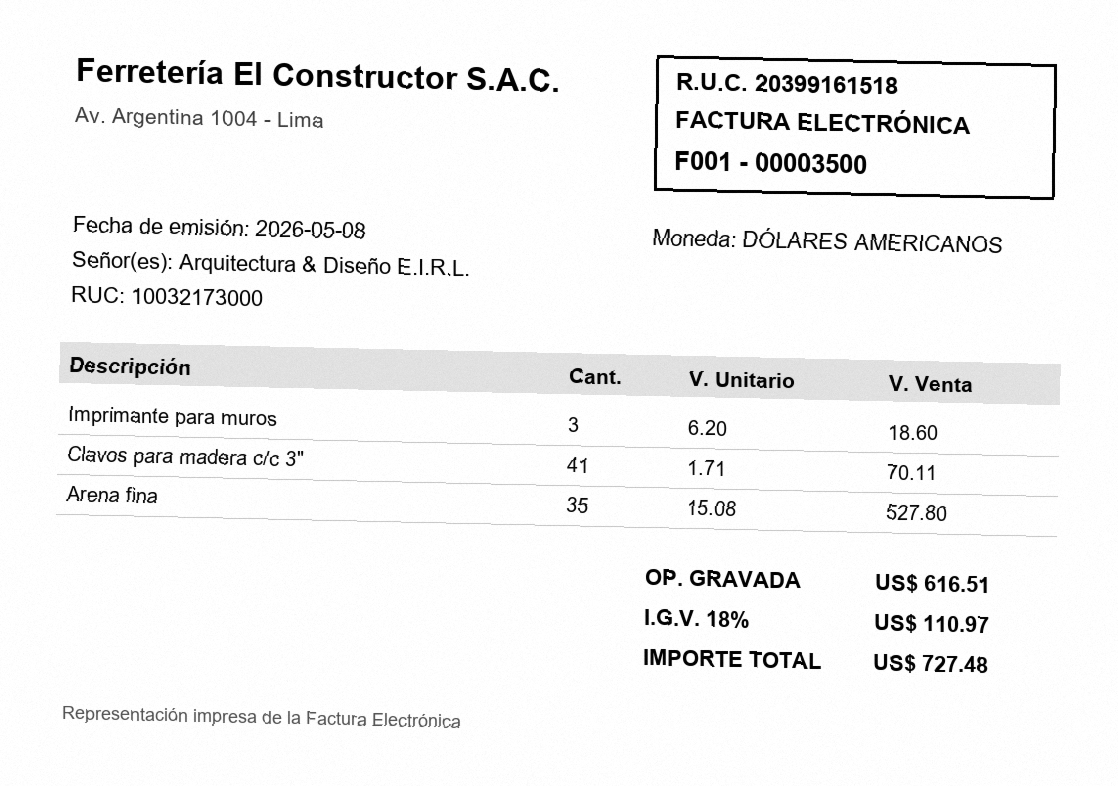 Ferretería El Constructor S.A.C.
Av. Argentina 1004 - Lima
R.U.C. 20399161518
FACTURA ELECTRÓNICA
F001 - 00003500
Fecha de emisión: 2026-05-08
Señor(es): Arquitectura & Diseño E.I.R.L.
RUC: 10032173000
Moneda: DÓLARES AMERICANOS
Descripción Cant. V. Unitario V. Venta
Imprimante para muros 3 6.20 18.60
Clavos para madera c/c 3" 41 1.71 70.11
Arena fina 35 15.08 527.80
OP. GRAVADA US$ 616.51
I.G.V. 18% US$ 110.97
IMPORTE TOTAL US$ 727.48
Representación impresa de la Factura Electrónica